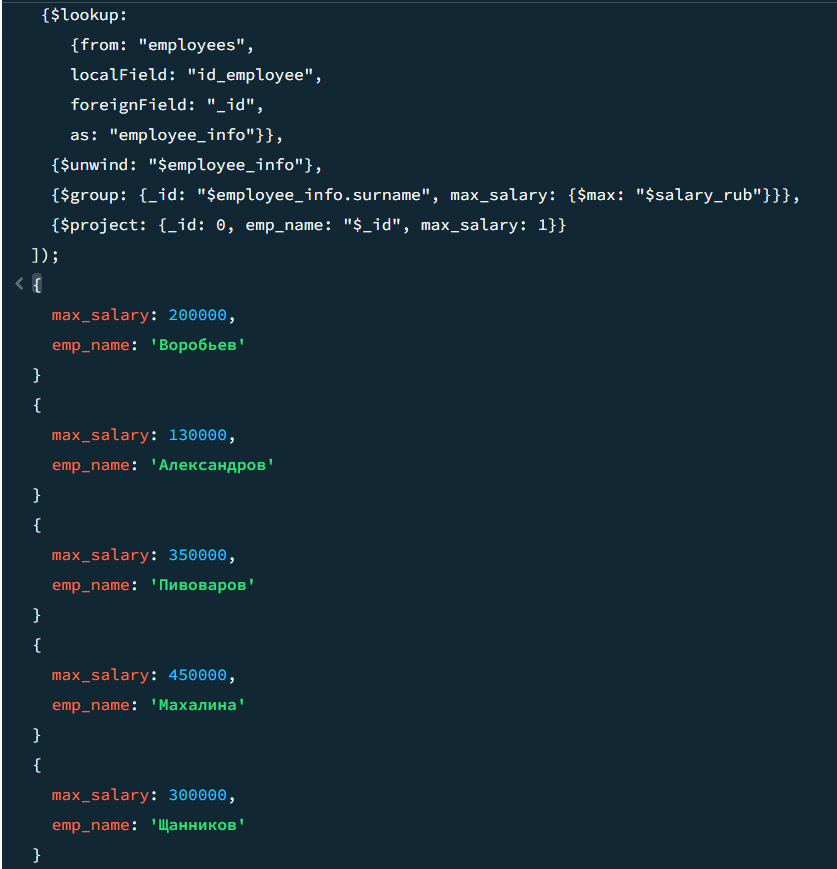 {$lookup:
{from: "employees",
localField: "id_employee",
foreignField: "_id",
as: "employee_info"}},
{$unwind: "$employee_info"},
{$group: {_id: "$employee_info.surname", max_salary: {$max: "$salary_rub"}}},
{$project: {_id: 0, emp_name: "$_id", max_salary: 1}}
]);
< {
max_salary: 200000,
emp_name: 'Воробьев'
}
{
max_salary: 130000,
emp_name: 'Александров'
}
{
max_salary: 350000,
emp_name: 'Пивоваров'
}
{
max_salary: 450000,
emp_name: 'Махалина'
}
{
max_salary: 300000,
emp_name: 'Щанников'
}